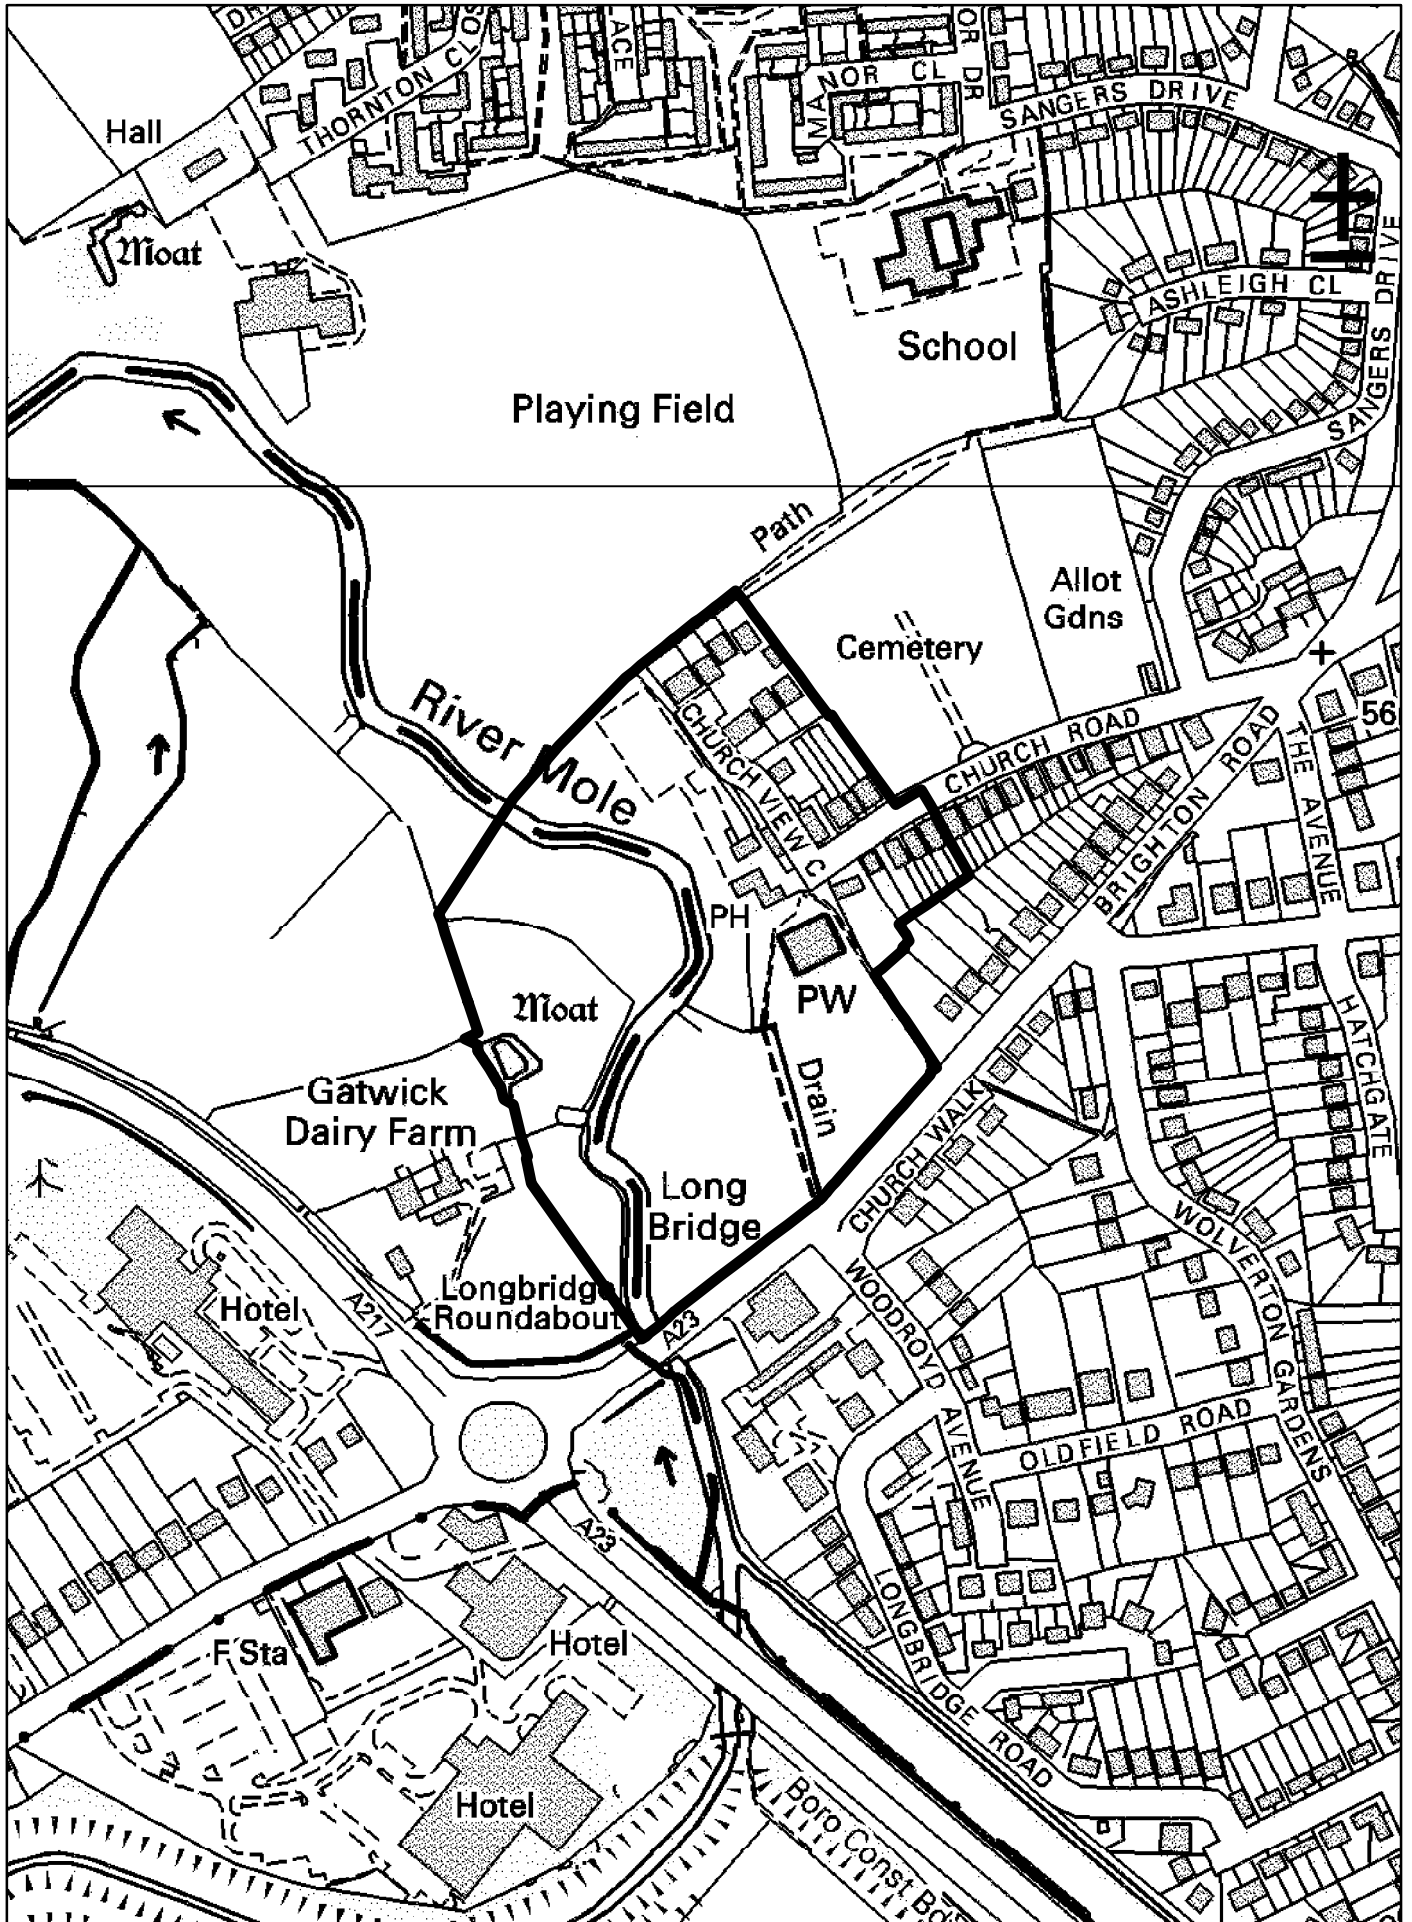 DR
THORNTON CLOS
ACE
MANOR CL
OR DR
SANGERS DRIVE
Hall
Moat
School
ASHLEIGH CL
SANGERS DRIVE
Playing Field
Path
Allot
Gdns
Cemetery
River Mole
CHURCH VIEW C
CHURCH ROAD
BRIGHTON ROAD
THE AVENUE
56
PH
PW
Moat
Drain
Gatwick
Dairy Farm
HATCHGATE
CHURCH WALK
Long
Bridge
WOLVERTON GARDENS
WOODROYD AVENUE
Longbridge
Roundabout
Hotel
A217
A23
OLDFIELD ROAD
A23
LONGBRIDGE ROAD
F Sta
Hotel
Hotel
Boro Const Bdy